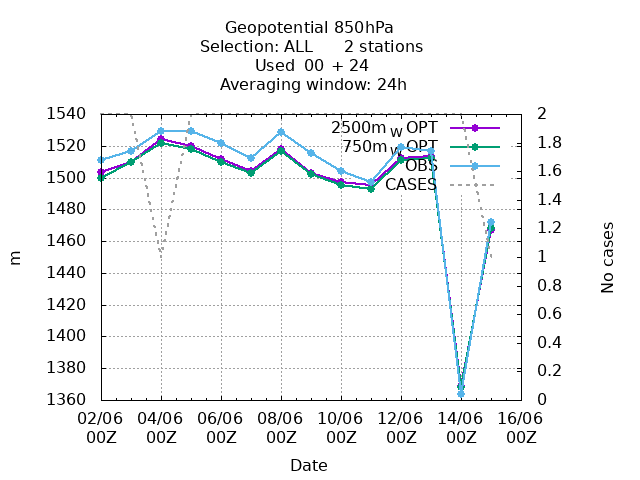 Geopotential 850hPa
Selection: ALL 2 stations
Used 00 + 24
Averaging window: 24h
1540
1520
1500
1480
1460
1440
1420
1400
1380
1360
m
2500m_W OPT
750m_W OPT
OBS
CASES
2
1.8
1.6
1.4
1.2
1
0.8
0.6
0.4
0.2
0
No cases
02/06 04/06 06/06 08/06 10/06 12/06 14/06 16/06
00Z 00Z 00Z 00Z 00Z 00Z 00Z 00Z
Date